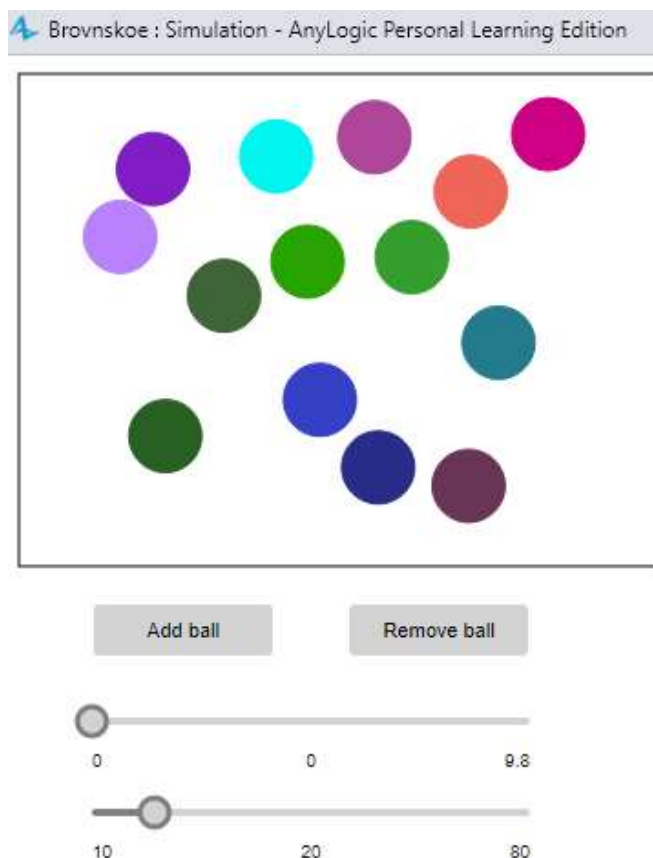 Brovnskoe : Simulation - AnyLogic Personal Learning Edition
Add ball Remove ball
0 0 9.8
10 20 80